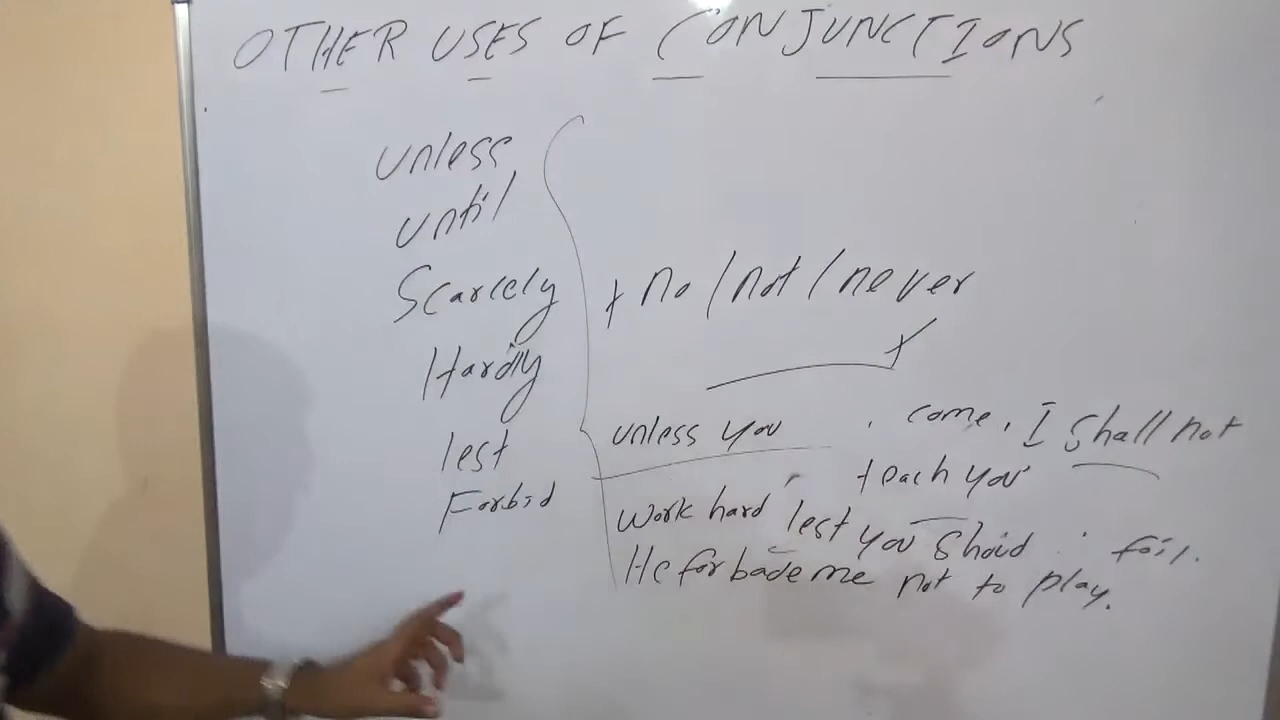 OTHER USES OF CONJUNCTIONS
unless
until
Scarcely
Hardly
lest
Forbid
+ no / not / never
unless you come, I shall not
teach you
work hard lest you shoid fail.
He forbade me not to play.